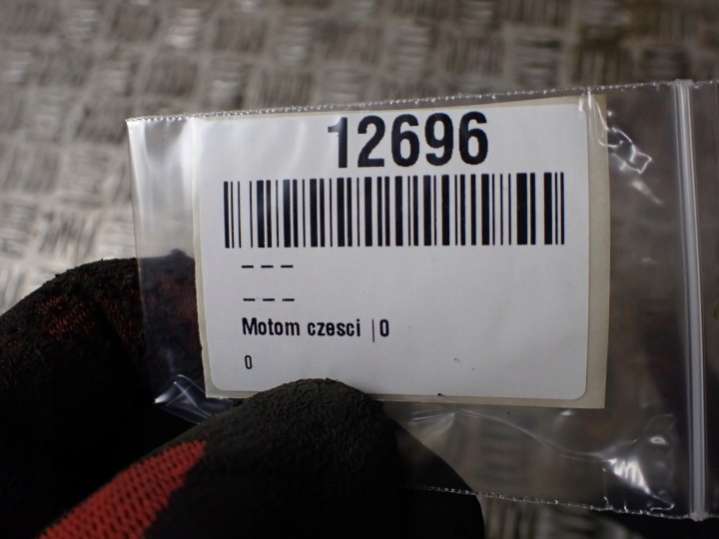 12696
---
---
Motom czesci |0
0